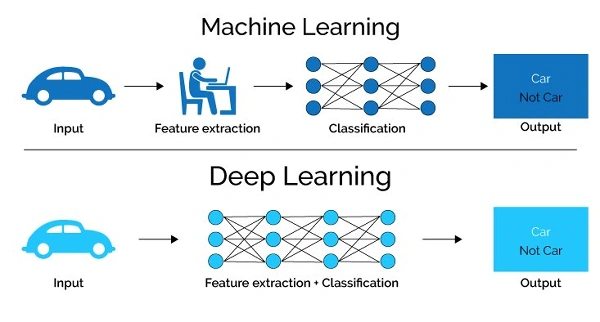 Machine Learning
Car
Not Car
Input
Feature extraction
Classification
Output
Deep Learning
Car
Not Car
Input
Feature extraction + Classification
Output